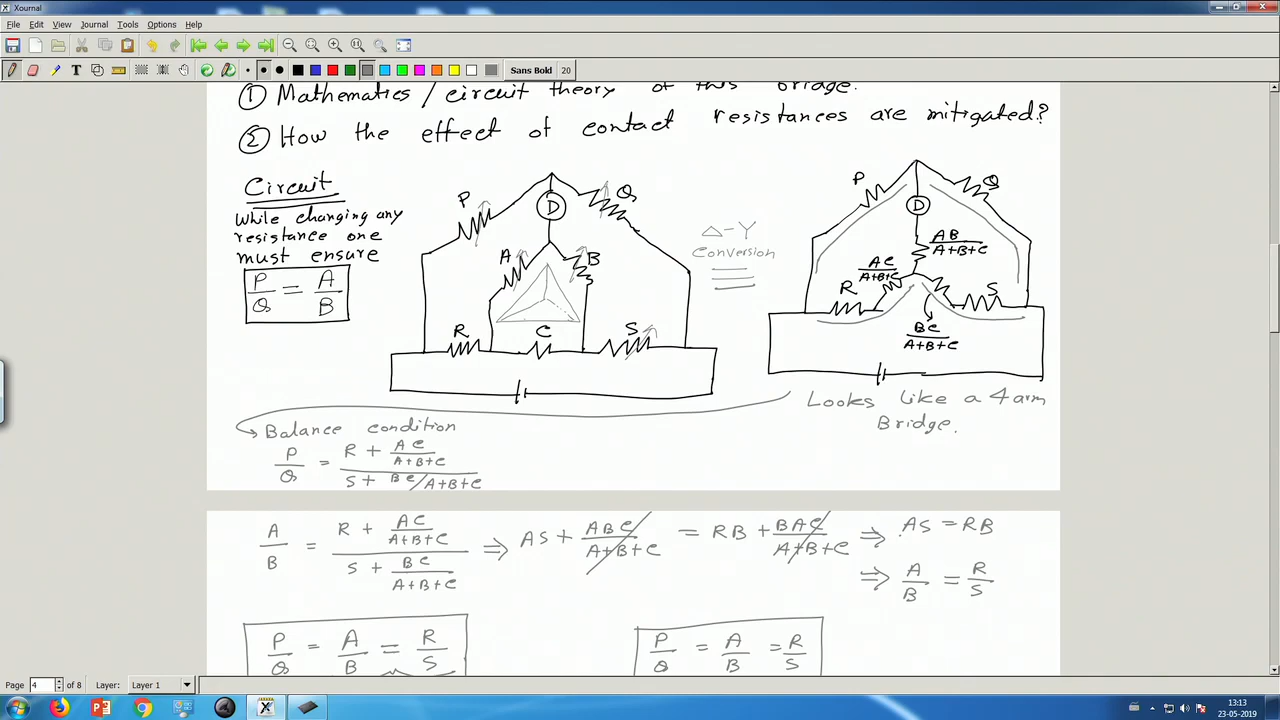 Xournal
File Edit View Journal Tools Options Help
Sans Bold 20
① Mathematics / circuit theory of this bridge.
② How the effect of contact resistances are mitigated?
Circuit
While changing any
resistance one
must ensure
P/Q = A/B
P D Q
A B
R C S
Δ-Y
Conversion
P D Q
AB/A+B+C
AC/A+B+C
R S
BC/A+B+C
Looks like a 4 arm
Bridge.
Balance condition
P/Q = R + AC/A+B+C / S + BC/A+B+C
A/B = R + AC/A+B+C / S + BC/A+B+C ⇒ AS + ABC/A+B+C = RB + BAC/A+B+C ⇒ AS = RB
⇒ A/B = R/S
P/Q = A/B = R/S
P/Q = A/B = R/S
Page 4 of 8 Layer: Layer 1
13:13
23-05-2019